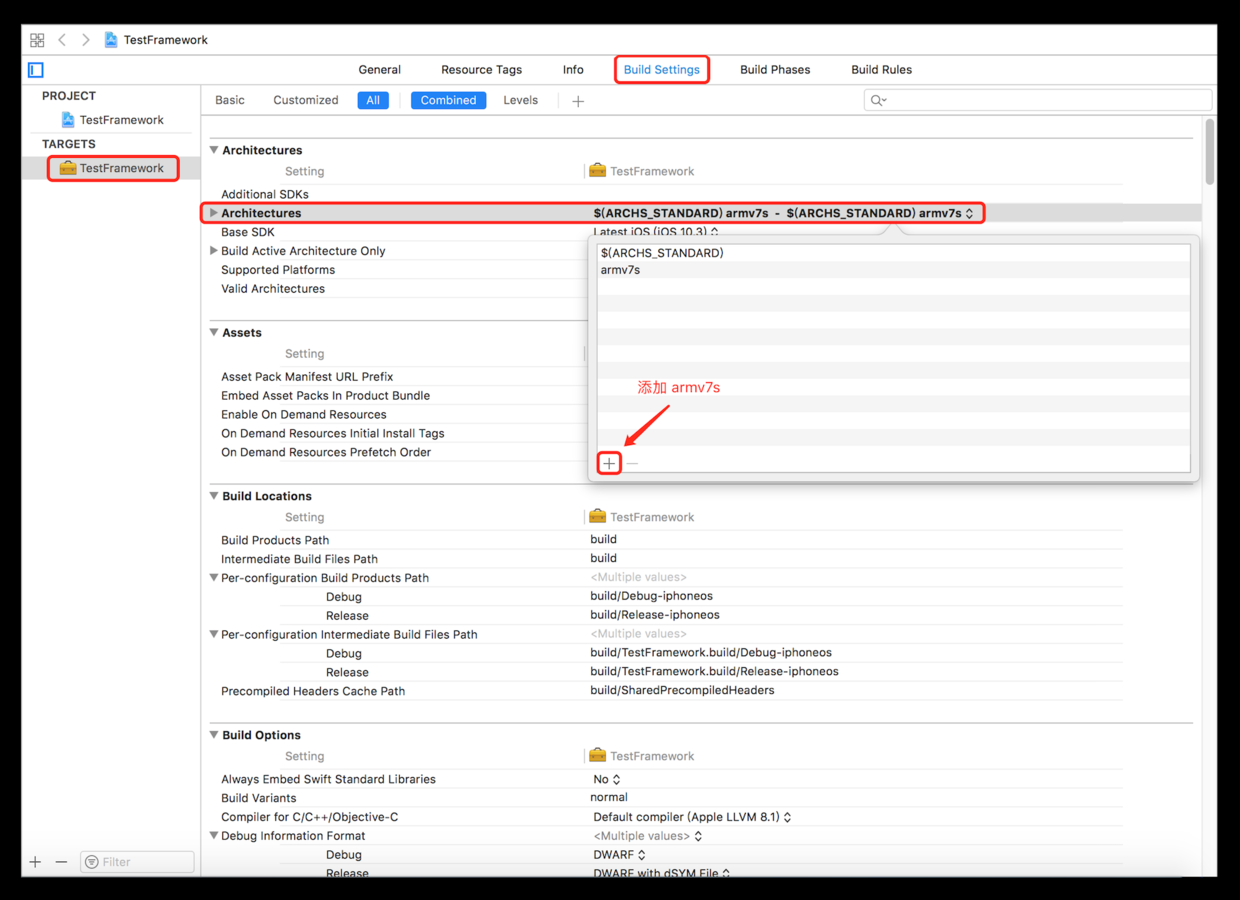 TestFramework
General Resource Tags Info Build Settings Build Phases Build Rules
PROJECT
TestFramework
TARGETS
TestFramework
Basic Customized All Combined Levels +
Architectures
Setting TestFramework
Additional SDKs
Architectures $(ARCHS_STANDARD) armv7s - $(ARCHS_STANDARD) armv7s
Base SDK Latest iOS (iOS 10.3)
Build Active Architecture Only
Supported Platforms
Valid Architectures
$(ARCHS_STANDARD)
armv7s
添加 armv7s
+ −
Assets
Setting
Asset Pack Manifest URL Prefix
Embed Asset Packs In Product Bundle
Enable On Demand Resources
On Demand Resources Initial Install Tags
On Demand Resources Prefetch Order
Build Locations
Setting TestFramework
Build Products Path build
Intermediate Build Files Path build
Per-configuration Build Products Path <Multiple values>
Debug build/Debug-iphoneos
Release build/Release-iphoneos
Per-configuration Intermediate Build Files Path <Multiple values>
Debug build/TestFramework.build/Debug-iphoneos
Release build/TestFramework.build/Release-iphoneos
Precompiled Headers Cache Path build/SharedPrecompiledHeaders
Build Options
Setting TestFramework
Always Embed Swift Standard Libraries No
Build Variants normal
Compiler for C/C++/Objective-C Default compiler (Apple LLVM 8.1)
Debug Information Format <Multiple values>
Debug DWARF
Release DWARF with dSYM File
+ − Filter